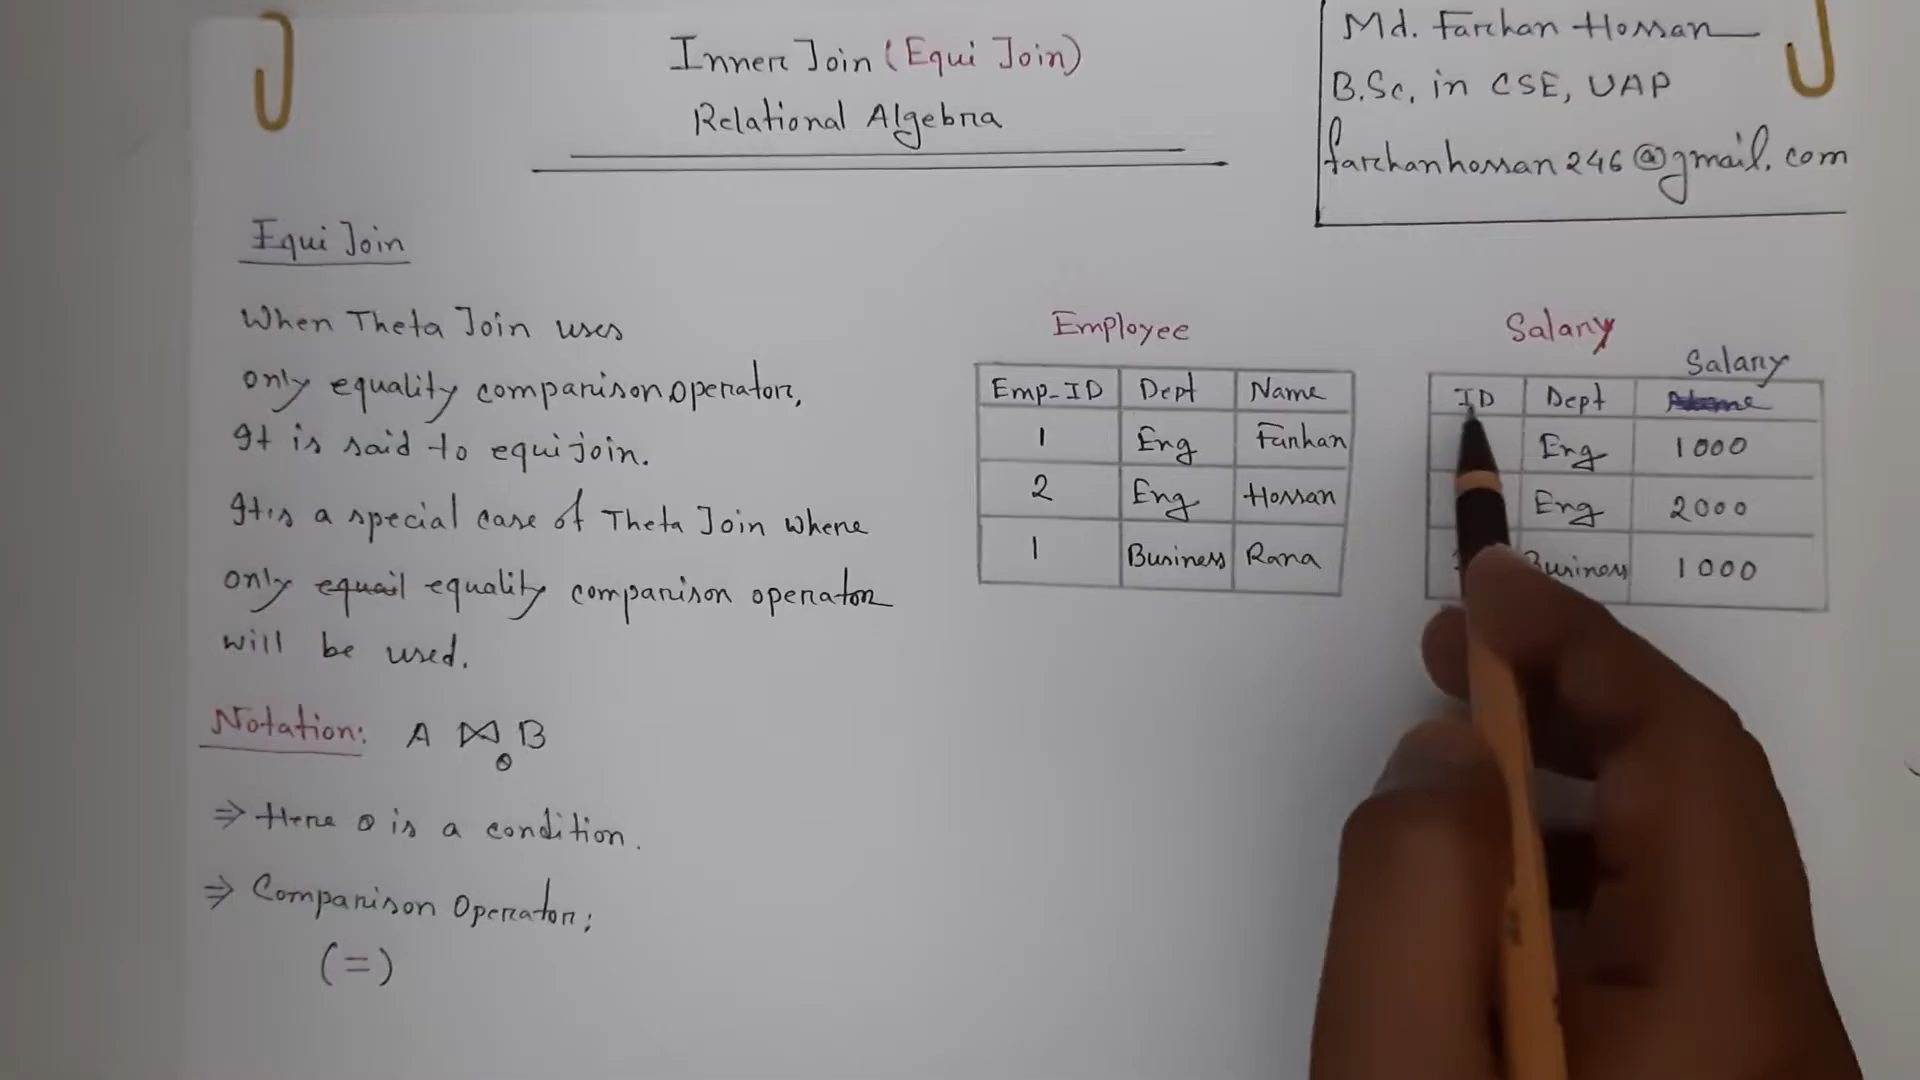 Inner Join (Equi Join)
Relational Algebra
Md. Farhan Hossan
B.Sc. in CSE, UAP
farhanhossan246@gmail.com
Equi Join
When Theta Join uses
only equality comparison operator,
It is said to equi join.
It is a special case of Theta Join where
only equail equality comparison operator
will be used.
Notation: A ⋈θ B
⇒ Here θ is a condition.
⇒ Comparison Operator:
(=)
Employee
Emp_ID Dept Name
1 Eng Farhan
2 Eng Hossan
1 Business Rana
Salary
Salary
ID Dept Name
Eng 1000
Eng 2000
Business 1000